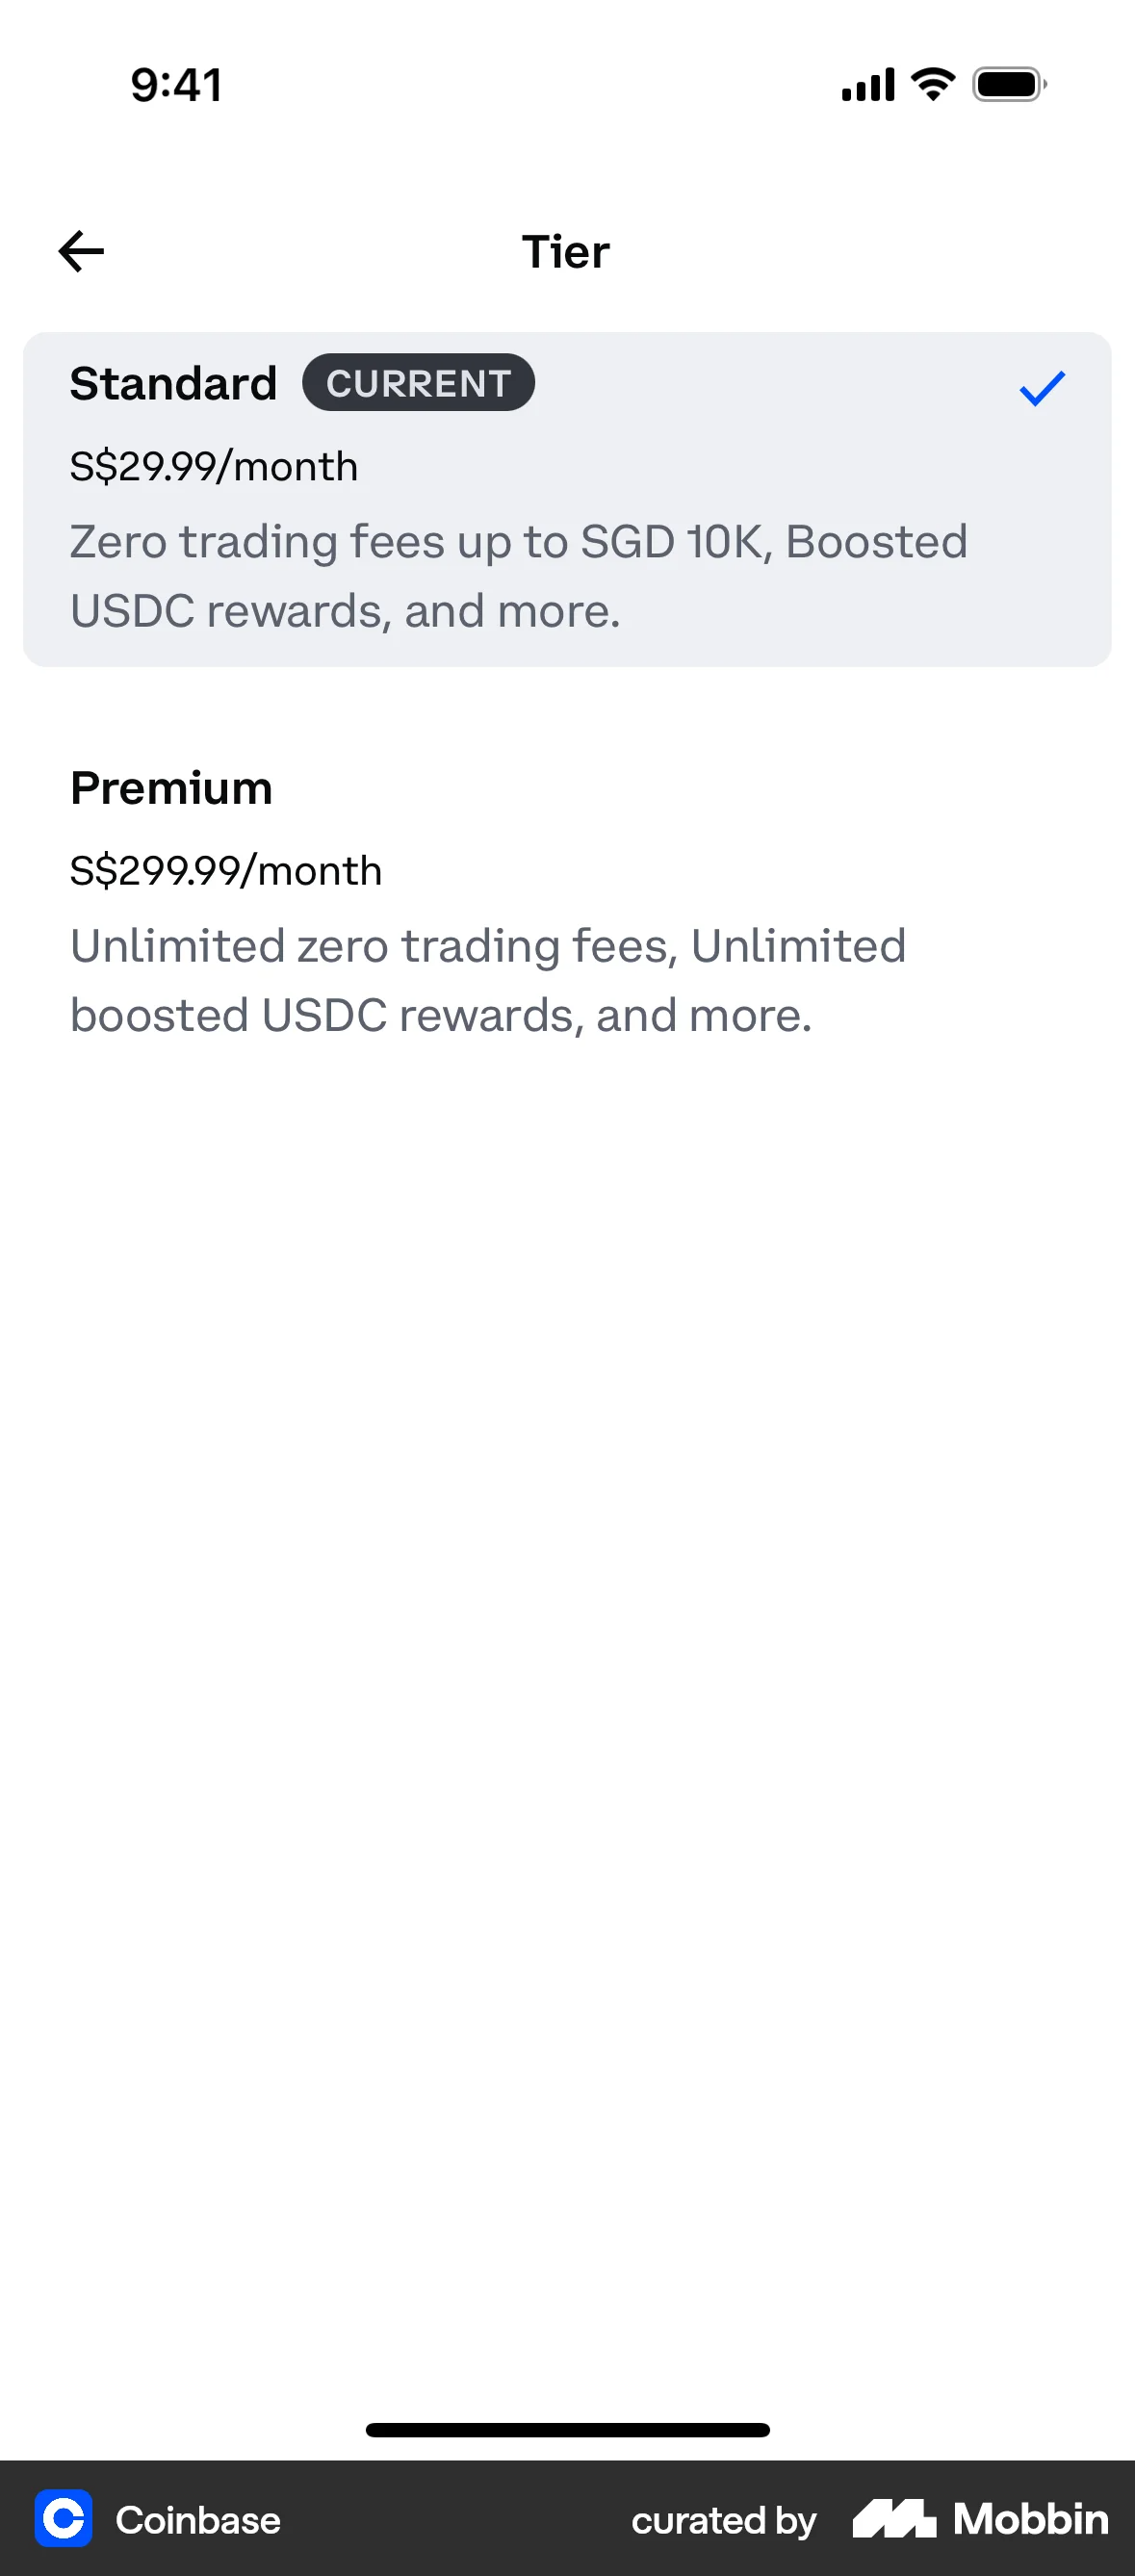 9:41
Tier
Standard CURRENT
S$29.99/month
Zero trading fees up to SGD 10K, Boosted
USDC rewards, and more.
Premium
S$299.99/month
Unlimited zero trading fees, Unlimited
boosted USDC rewards, and more.
Coinbase curated by Mobbin